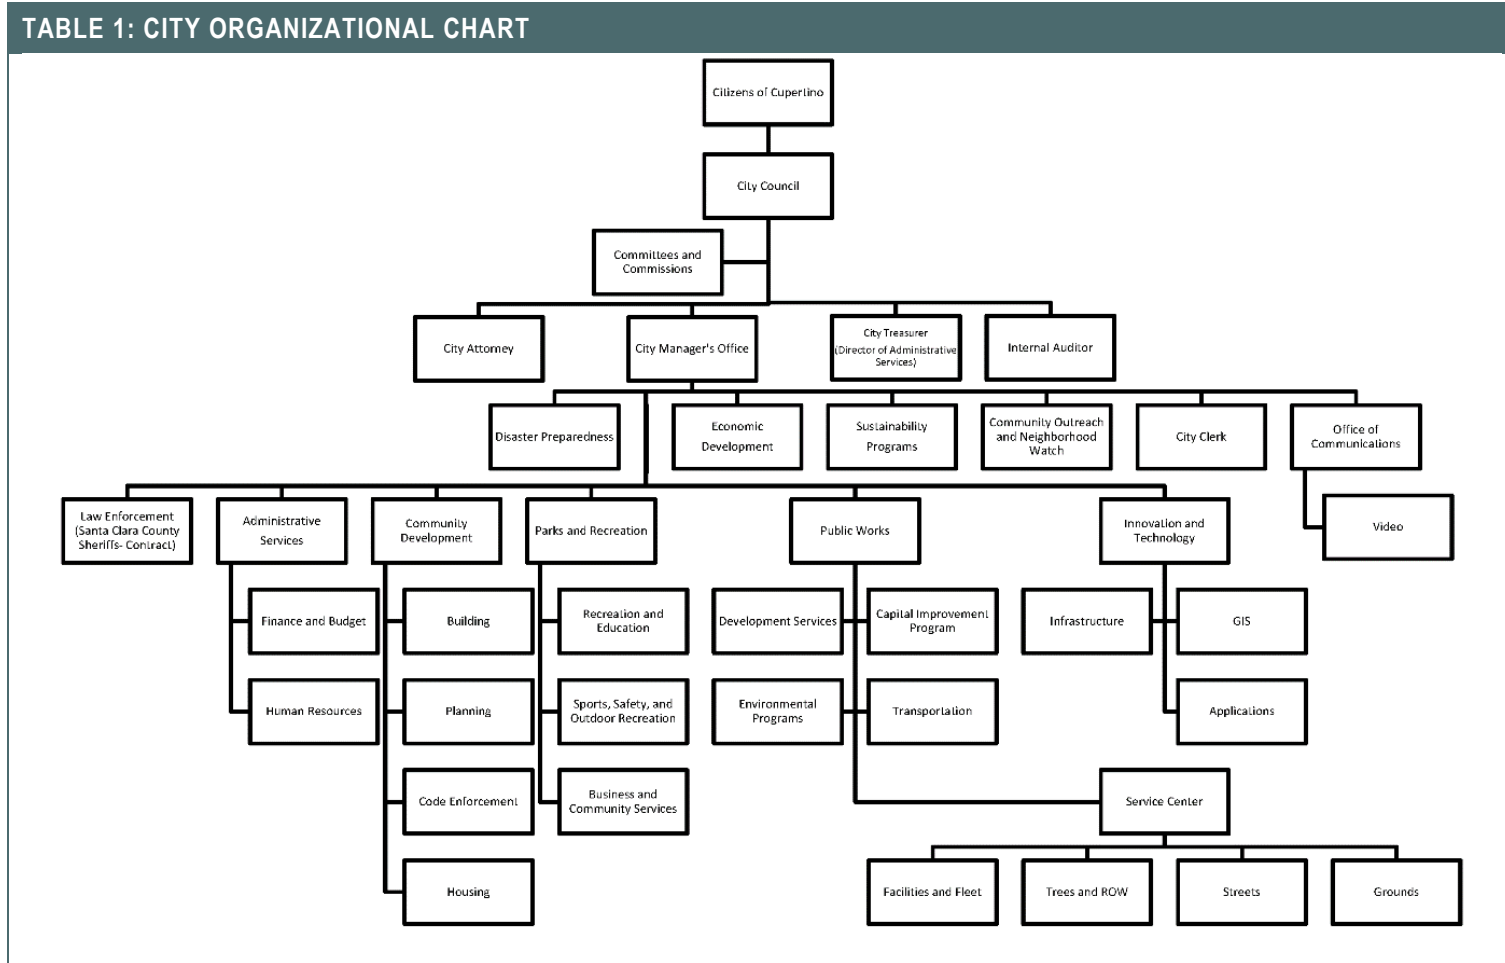 TABLE 1: CITY ORGANIZATIONAL CHART
Citizens of Cupertino
City Council
Committees and
Commissions
City Attorney
City Manager's Office
City Treasurer
(Director of Administrative
Services)
Internal Auditor
Disaster Preparedness
Economic
Development
Sustainability
Programs
Community Outreach
and Neighborhood
Watch
City Clerk
Office of
Communications
Video
Law Enforcement
(Santa Clara County
Sheriffs- Contract)
Administrative
Services
Community
Development
Parks and Recreation
Public Works
Innovation and
Technology
Finance and Budget
Building
Recreation and
Education
Development Services
Capital Improvement
Program
Infrastructure
GIS
Human Resources
Planning
Sports, Safety, and
Outdoor Recreation
Environmental
Programs
Transportation
Applications
Code Enforcement
Business and
Community Services
Service Center
Housing
Facilities and Fleet
Trees and ROW
Streets
Grounds